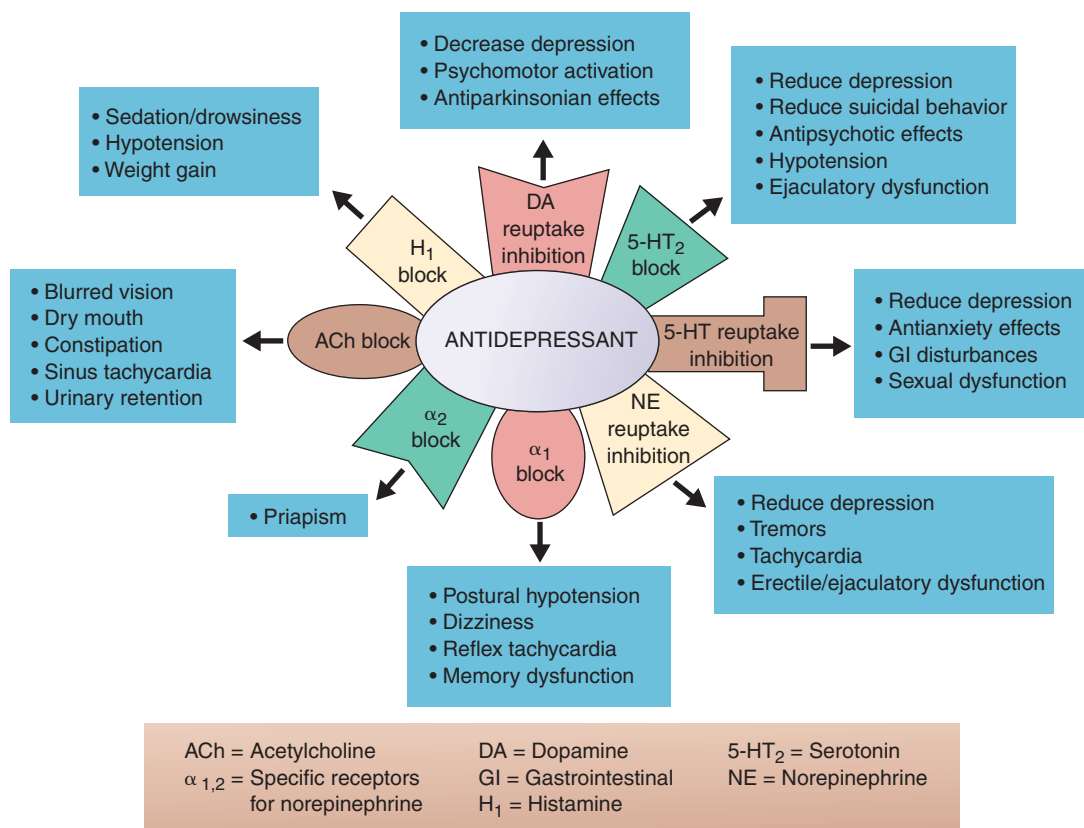 • Decrease depression
• Psychomotor activation
• Antiparkinsonian effects
• Reduce depression
• Reduce suicidal behavior
• Antipsychotic effects
• Hypotension
• Ejaculatory dysfunction
• Sedation/drowsiness
• Hypotension
• Weight gain
DA
reuptake
inhibition
5-HT₂
block
H₁
block
• Blurred vision
• Dry mouth
• Constipation
• Sinus tachycardia
• Urinary retention
ACh block
ANTIDEPRESSANT
5-HT reuptake
inhibition
• Reduce depression
• Antianxiety effects
• GI disturbances
• Sexual dysfunction
α₂
block
α₁
block
NE
reuptake
inhibition
• Priapism
• Postural hypotension
• Dizziness
• Reflex tachycardia
• Memory dysfunction
• Reduce depression
• Tremors
• Tachycardia
• Erectile/ejaculatory dysfunction
ACh = Acetylcholine
α 1,2 = Specific receptors
for norepinephrine
DA = Dopamine
GI = Gastrointestinal
H₁ = Histamine
5-HT₂ = Serotonin
NE = Norepinephrine